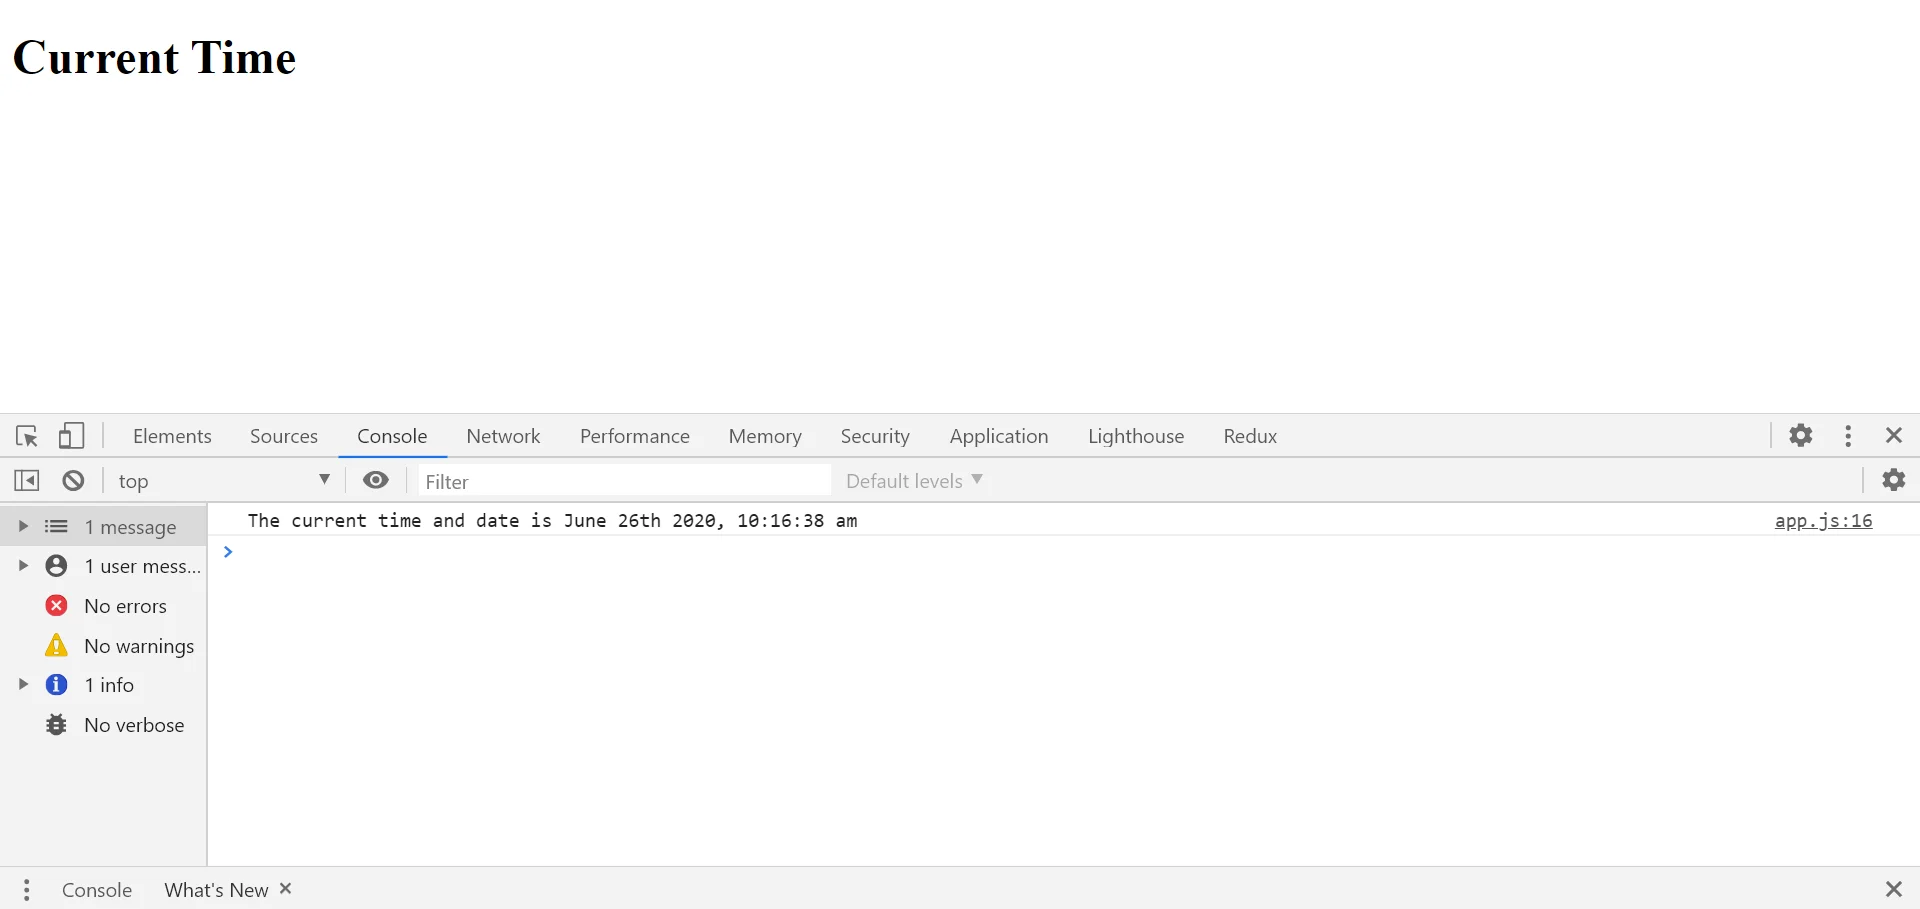 Current Time
Elements Sources Console Network Performance Memory Security Application Lighthouse Redux
top Filter Default levels
1 message
The current time and date is June 26th 2020, 10:16:38 am app.js:16
1 user mess...
No errors
No warnings
1 info
No verbose
Console What's New